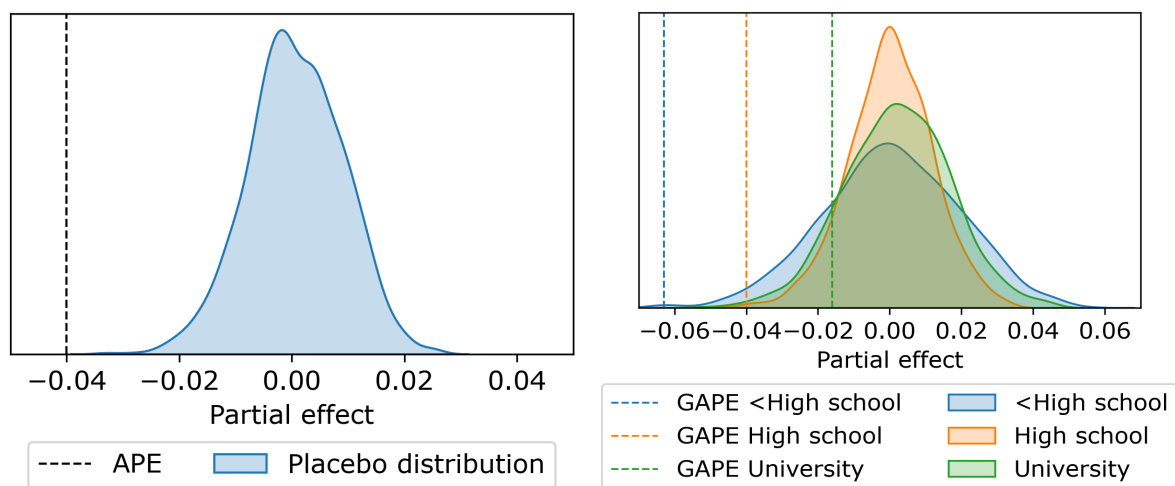 −0.04 −0.02 0.00 0.02 0.04
Partial effect
APE Placebo distribution
−0.06 −0.04 −0.02 0.00 0.02 0.04 0.06
Partial effect
GAPE <High school <High school
GAPE High school High school
GAPE University University